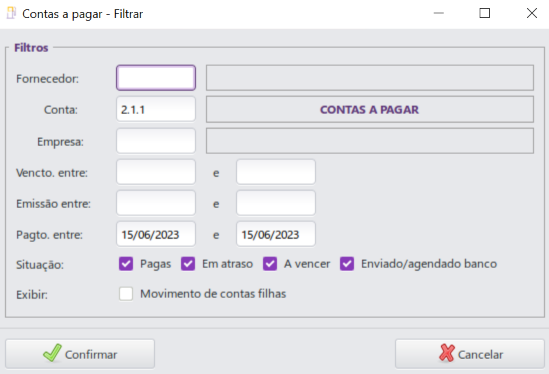 Contas a pagar - Filtrar
Filtros
Fornecedor:
Conta: 2.1.1 CONTAS A PAGAR
Empresa:
Vencto. entre: e
Emissão entre: e
Pagto. entre: 15/06/2023 e 15/06/2023
Situação: Pagas Em atraso A vencer Enviado/agendado banco
Exibir: Movimento de contas filhas
Confirmar Cancelar